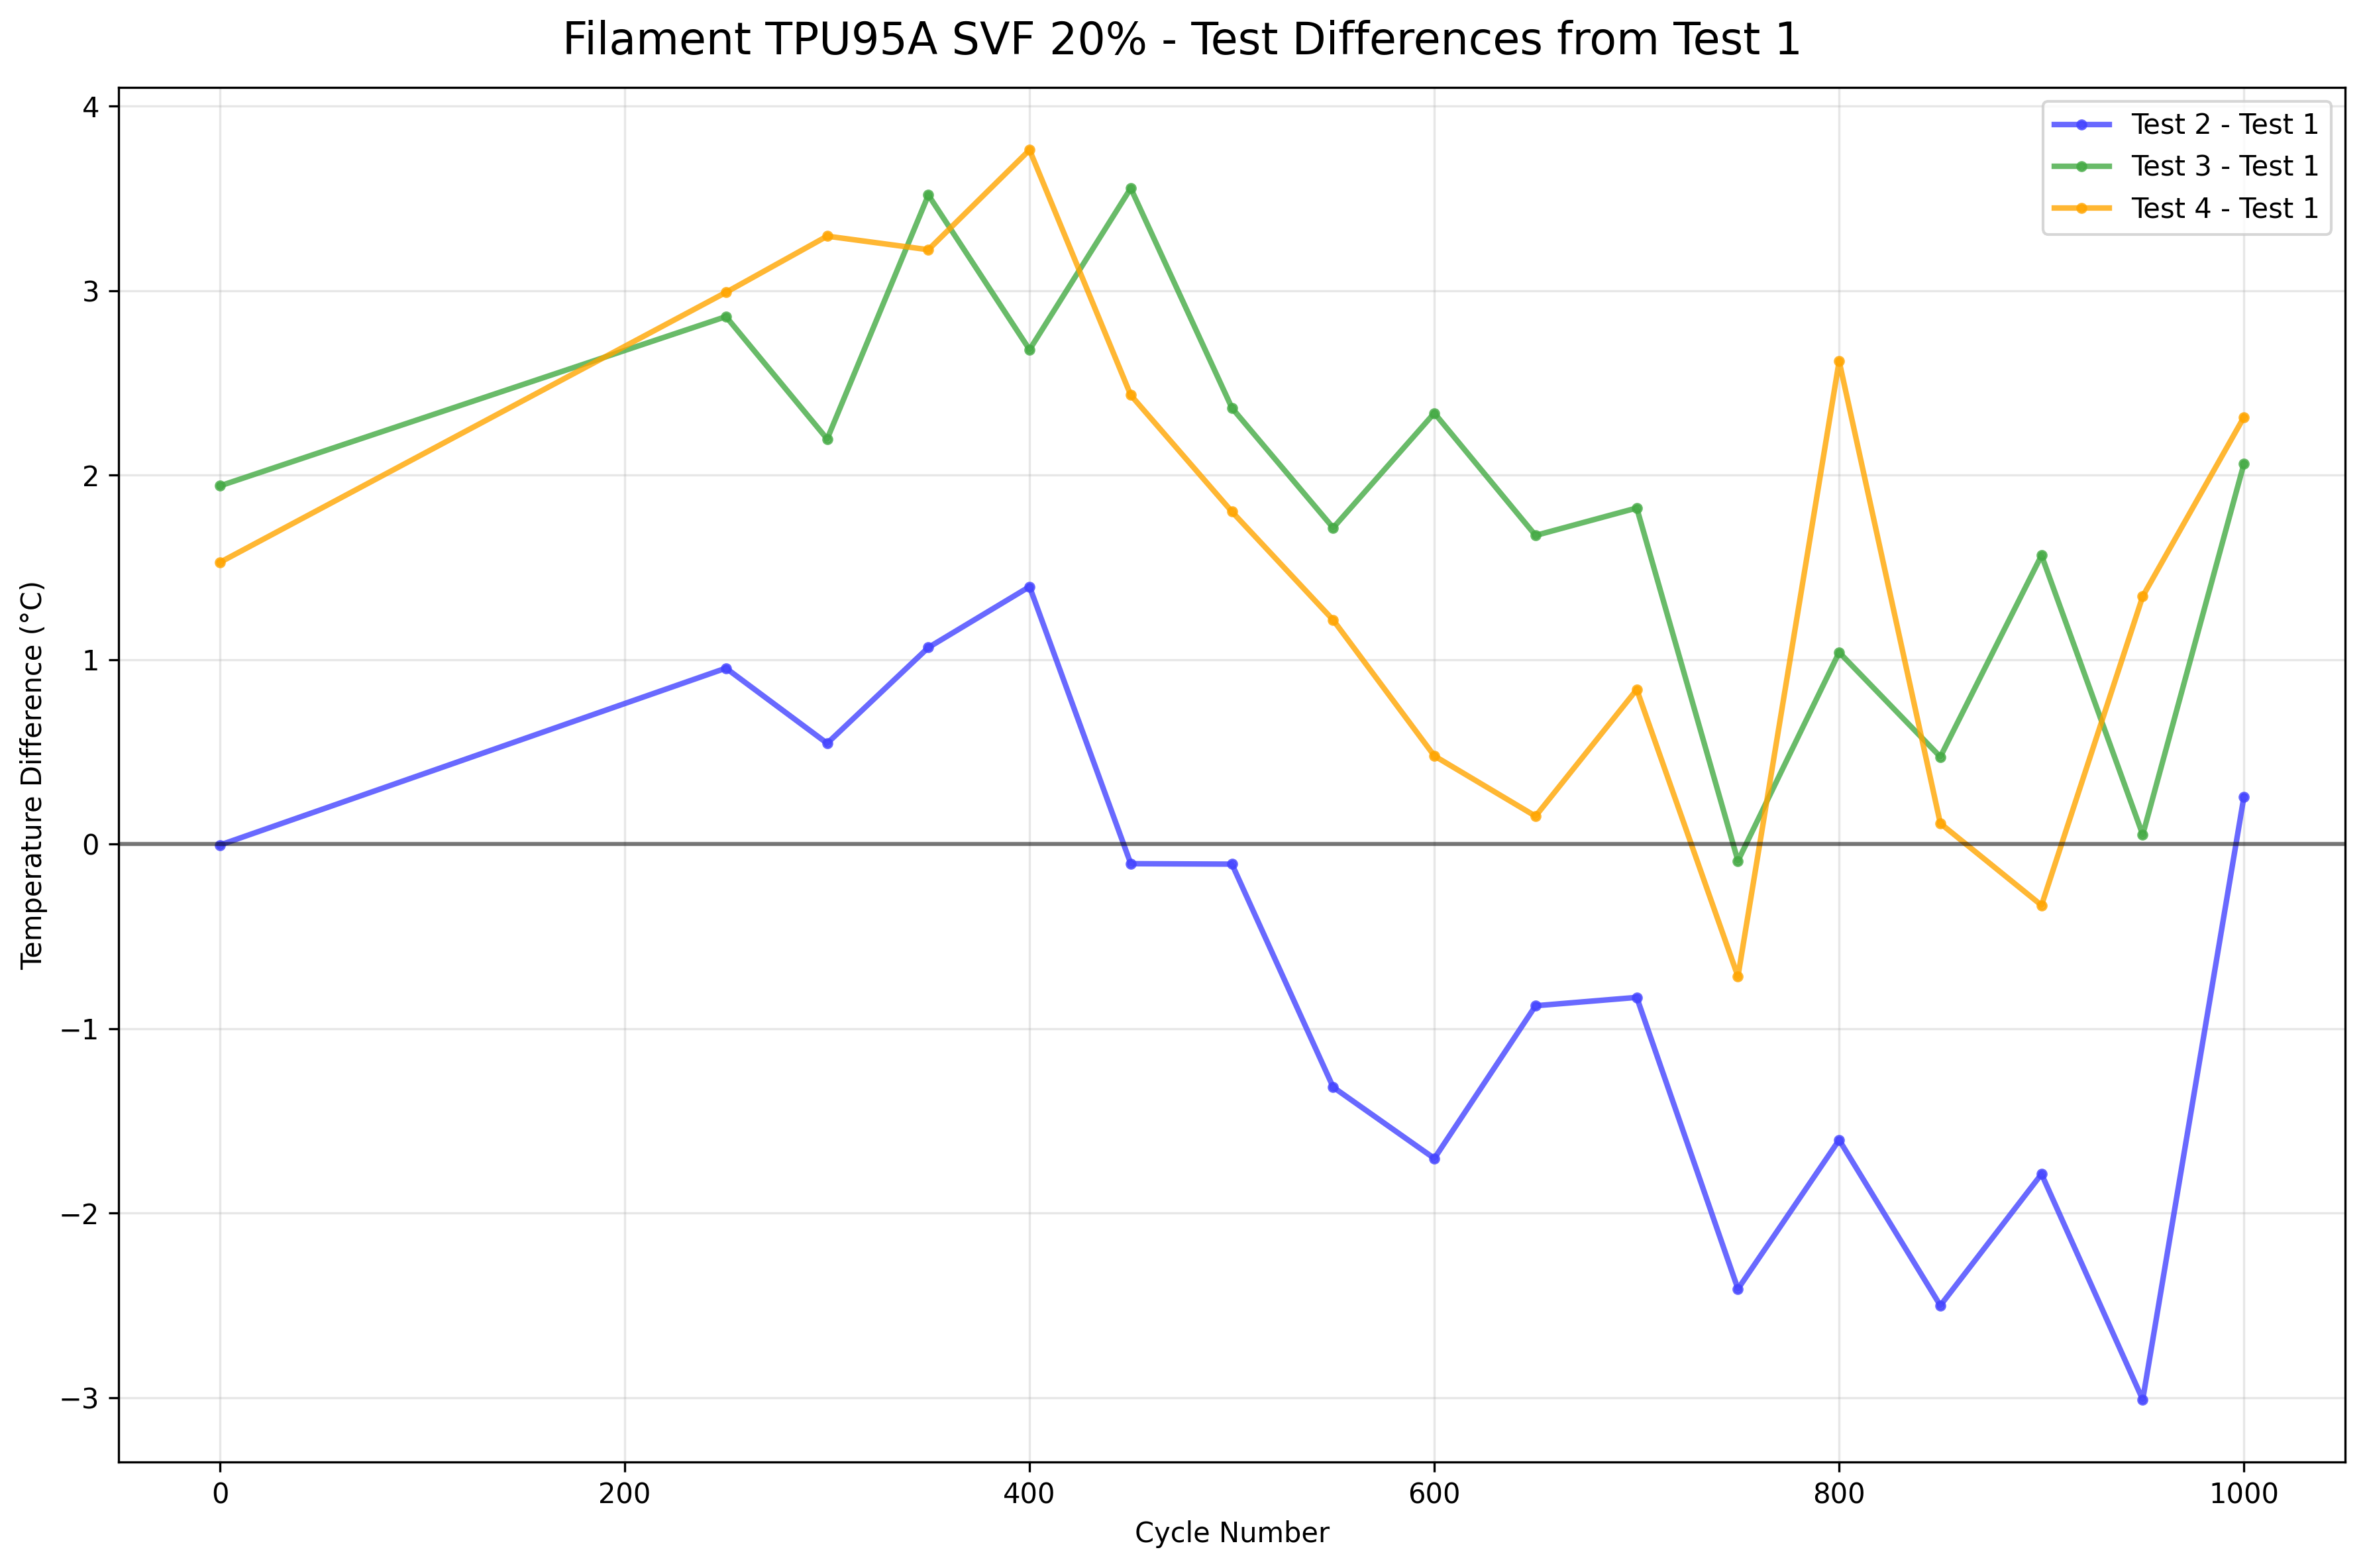 Filament TPU95A SVF 20% - Test Differences from Test 1
Test 2 - Test 1
Test 3 - Test 1
Test 4 - Test 1
4
3
2
1
0
−1
−2
−3
Temperature Difference (°C)
0 200 400 600 800 1000
Cycle Number